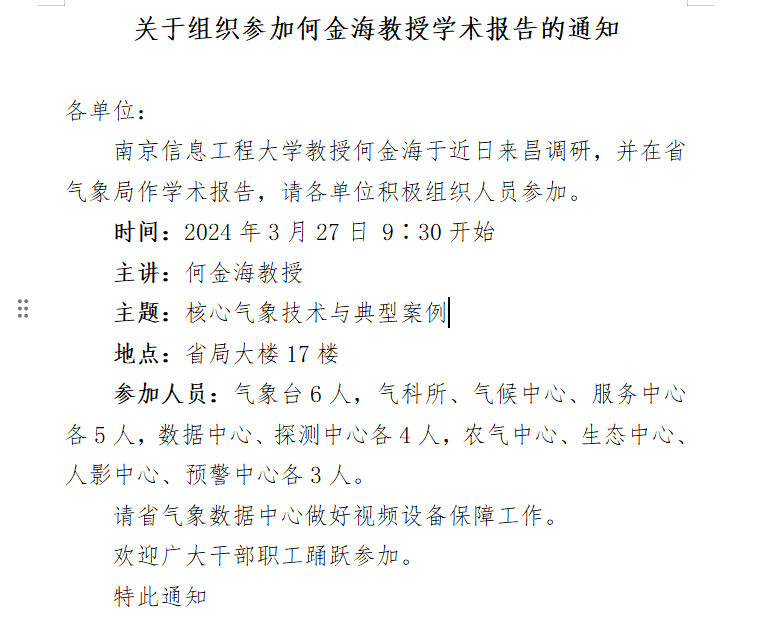 关于组织参加何金海教授学术报告的通知
各单位：
南京信息工程大学教授何金海于近日来昌调研，并在省
气象局作学术报告，请各单位积极组织人员参加。
时间：2024 年 3 月 27 日 9∶30 开始
主讲：何金海教授
主题：核心气象技术与典型案例
地点：省局大楼 17 楼
参加人员：气象台 6 人，气科所、气候中心、服务中心
各 5 人，数据中心、探测中心各 4 人，农气中心、生态中心、
人影中心、预警中心各 3 人。
请省气象数据中心做好视频设备保障工作。
欢迎广大干部职工踊跃参加。
特此通知